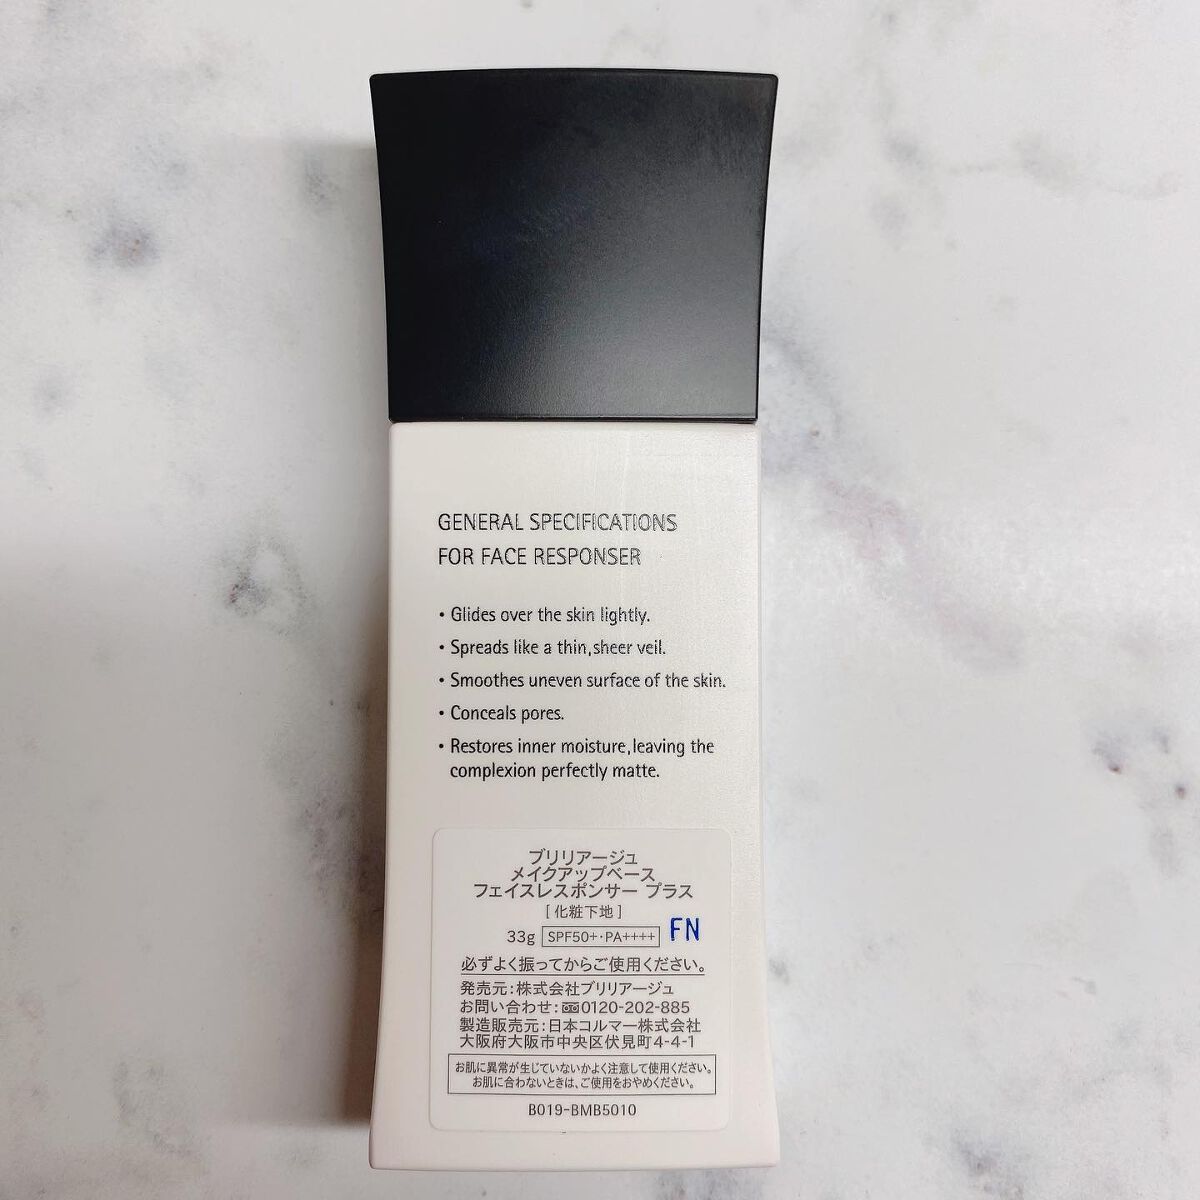 GENERAL SPECIFICATIONS
FOR FACE RESPONSER
・Glides over the skin lightly.
・Spreads like a thin,sheer veil.
・Smoothes uneven surface of the skin.
・Conceals pores.
・Restores inner moisture,leaving the
complexion perfectly matte.
ブリリアージュ
メイクアップベース
フェイスレスポンサー プラス
[化粧下地]
33g SPF50+・PA++++ FN
必ずよく振ってからご使用ください。
発売元:株式会社ブリリアージュ
お問い合わせ:0120-202-885
製造販売元:日本コルマー株式会社
大阪府大阪市中央区伏見町4-4-1
お肌に異常が生じていないかよく注意して使用ください。
お肌に合わないときは、ご使用をおやめください。
B019-BMB5010